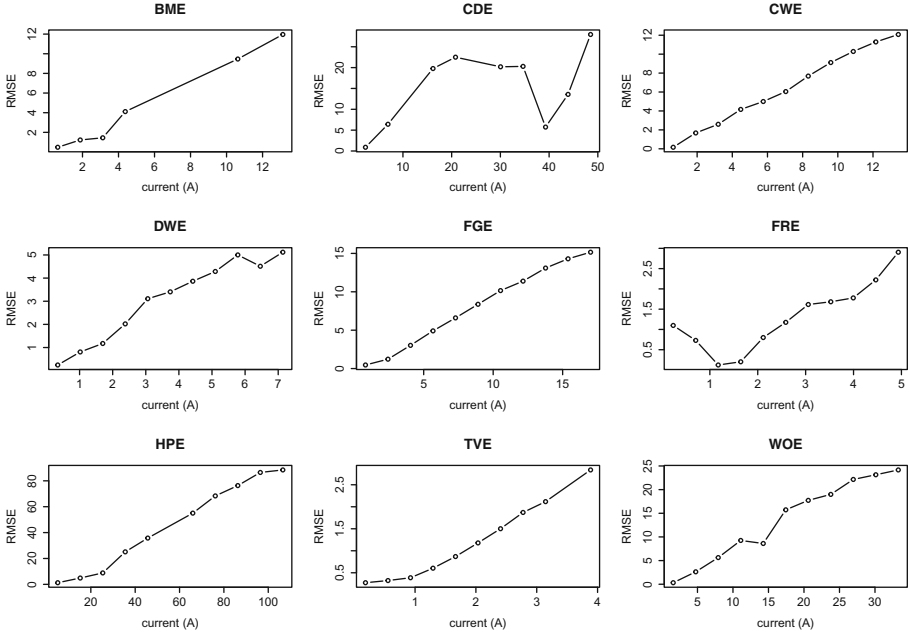 BME
RMSE
2 4 6 8 12
2 4 6 8 10 12
current (A)
CDE
RMSE
0 5 10 20
10 20 30 40 50
current (A)
CWE
RMSE
0 2 4 6 8 12
2 4 6 8 10 12
current (A)
DWE
RMSE
1 2 3 4 5
1 2 3 4 5 6 7
current (A)
FGE
RMSE
0 5 10 15
5 10 15
current (A)
FRE
RMSE
0.5 1.5 2.5
1 2 3 4 5
current (A)
HPE
RMSE
0 20 40 60 80
20 40 60 80 100
current (A)
TVE
RMSE
0.5 1.5 2.5
1 2 3 4
current (A)
WOE
RMSE
0 5 10 15 20 25
5 10 15 20 25 30
current (A)